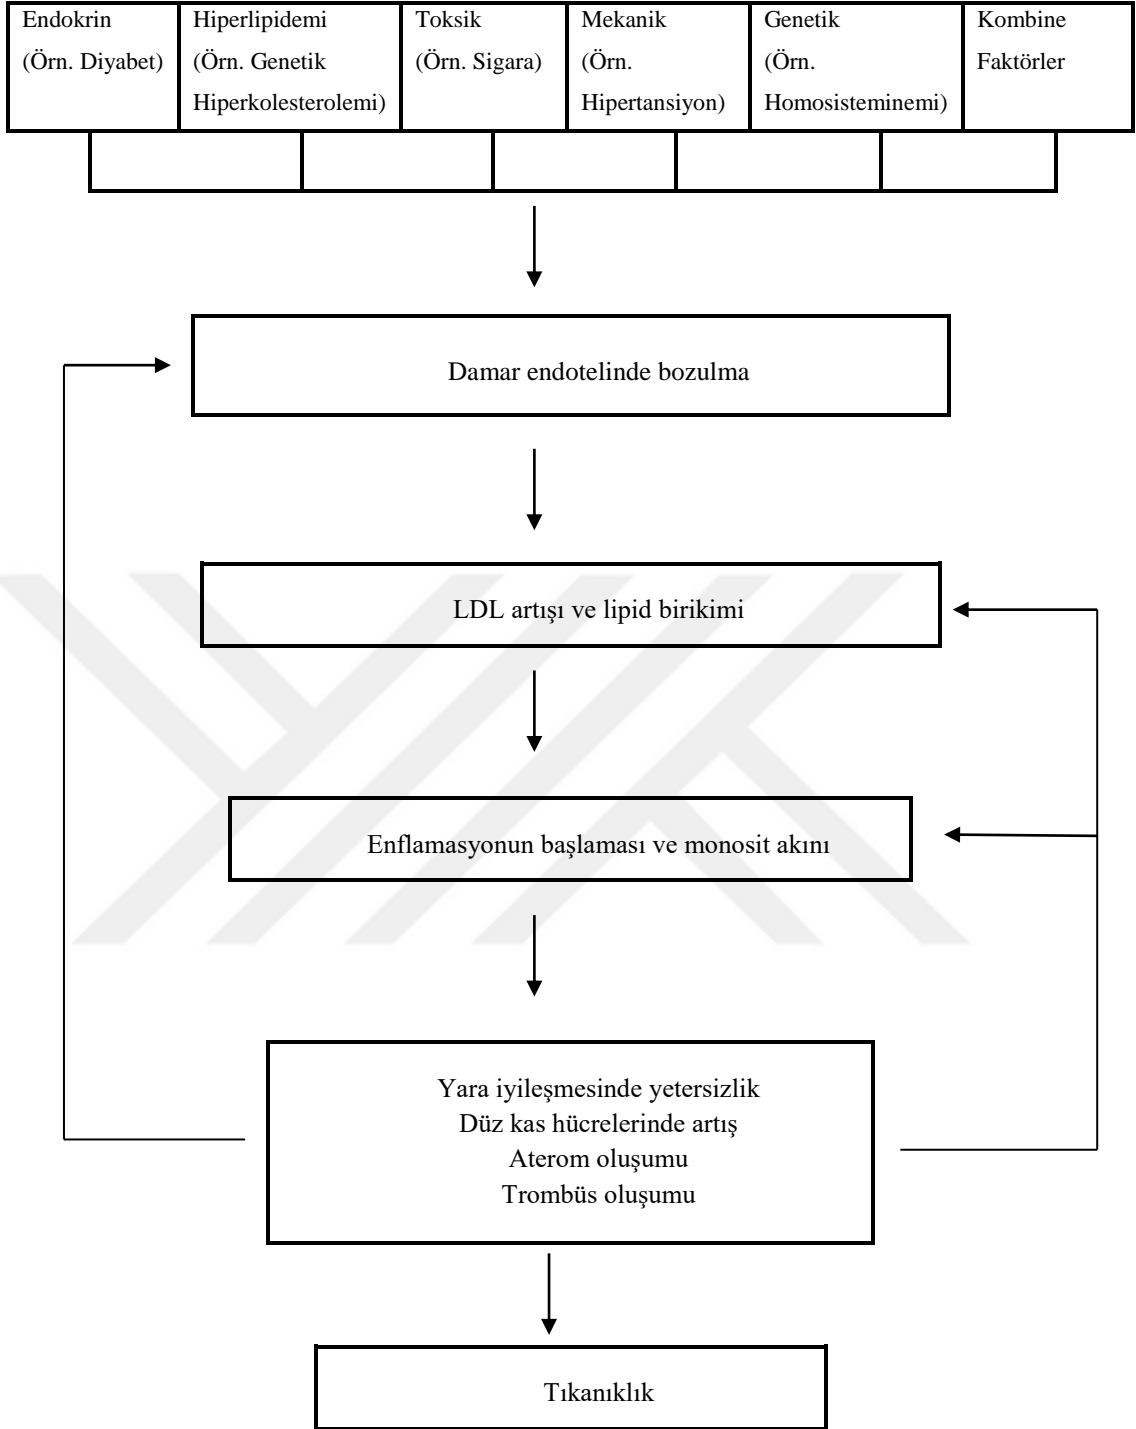 Endokrin
(Örn. Diyabet)
Hiperlipidemi
(Örn. Genetik
Hiperkolesterolemi)
Toksik
(Örn. Sigara)
Mekanik
(Örn.
Hipertansiyon)
Genetik
(Örn.
Homosisteminemi)
Kombine
Faktörler
Damar endotelinde bozulma
LDL artışı ve lipid birikimi
Enflamasyonun başlaması ve monosit akını
Yara iyileşmesinde yetersizlik
Düz kas hücrelerinde artış
Aterom oluşumu
Trombüs oluşumu
Tıkanıklık